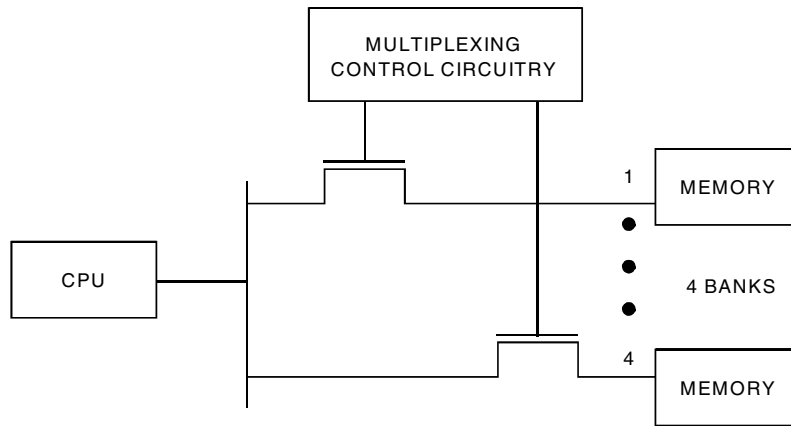 MULTIPLEXING
CONTROL CIRCUITRY
1
MEMORY
CPU
4 BANKS
4
MEMORY